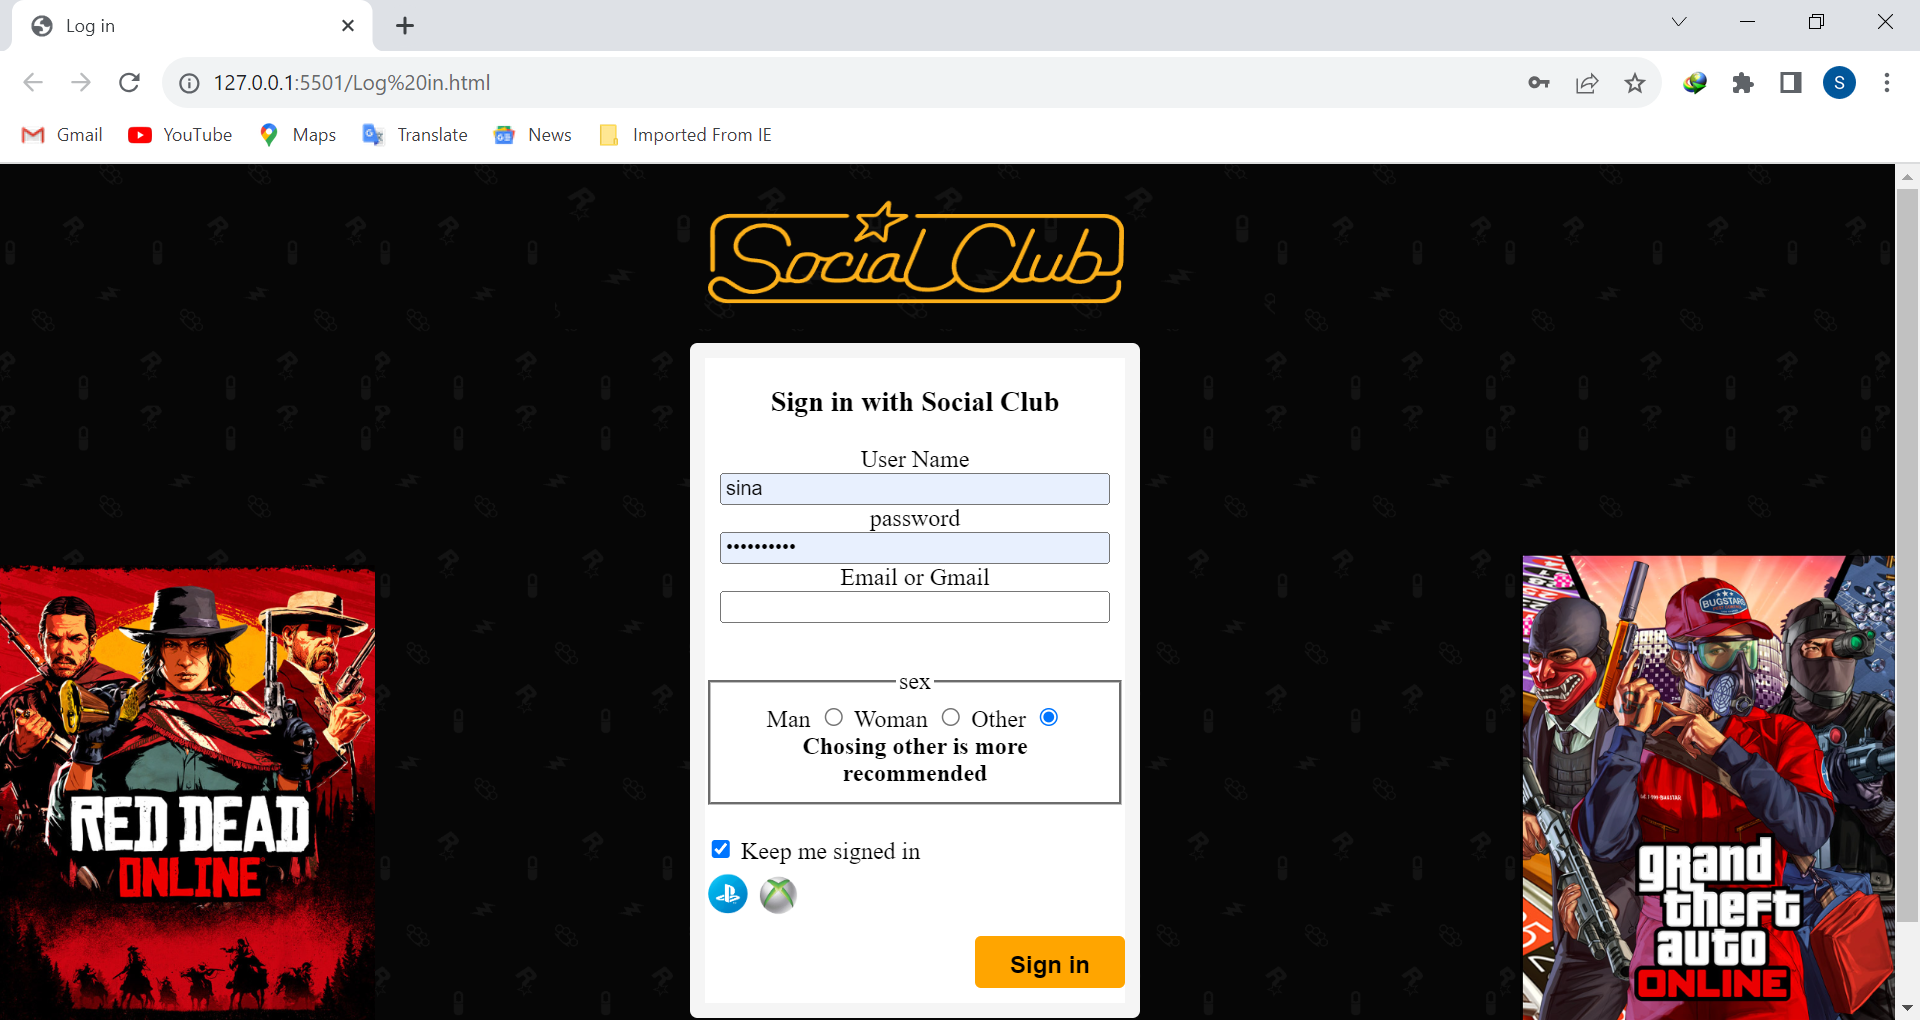 Log in
127.0.0.1:5501/Log%20in.html
S
Gmail
YouTube
Maps
Translate
News
Imported From IE
Social Club
Sign in with Social Club
User Name
sina
password
••••••••••
Email or Gmail
sex
Man
Woman
Other
Chosing other is more
recommended
Keep me signed in
Sign in
RED DEAD
ONLINE
BUGSTARS
grand
theft
auto
ONLINE